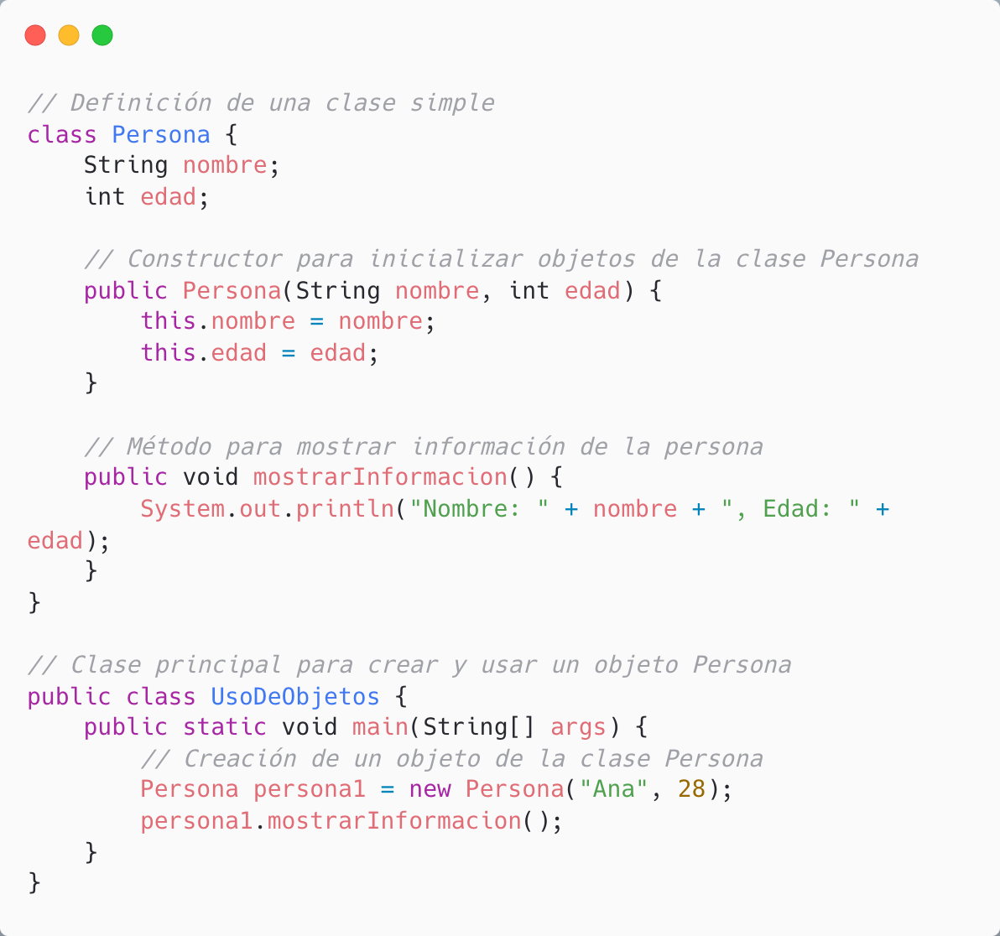 // Definición de una clase simple
class Persona {
    String nombre;
    int edad;

    // Constructor para inicializar objetos de la clase Persona
    public Persona(String nombre, int edad) {
        this.nombre = nombre;
        this.edad = edad;
    }

    // Método para mostrar información de la persona
    public void mostrarInformacion() {
        System.out.println("Nombre: " + nombre + ", Edad: " +
edad);
    }
}

// Clase principal para crear y usar un objeto Persona
public class UsoDeObjetos {
    public static void main(String[] args) {
        // Creación de un objeto de la clase Persona
        Persona persona1 = new Persona("Ana", 28);
        persona1.mostrarInformacion();
    }
}